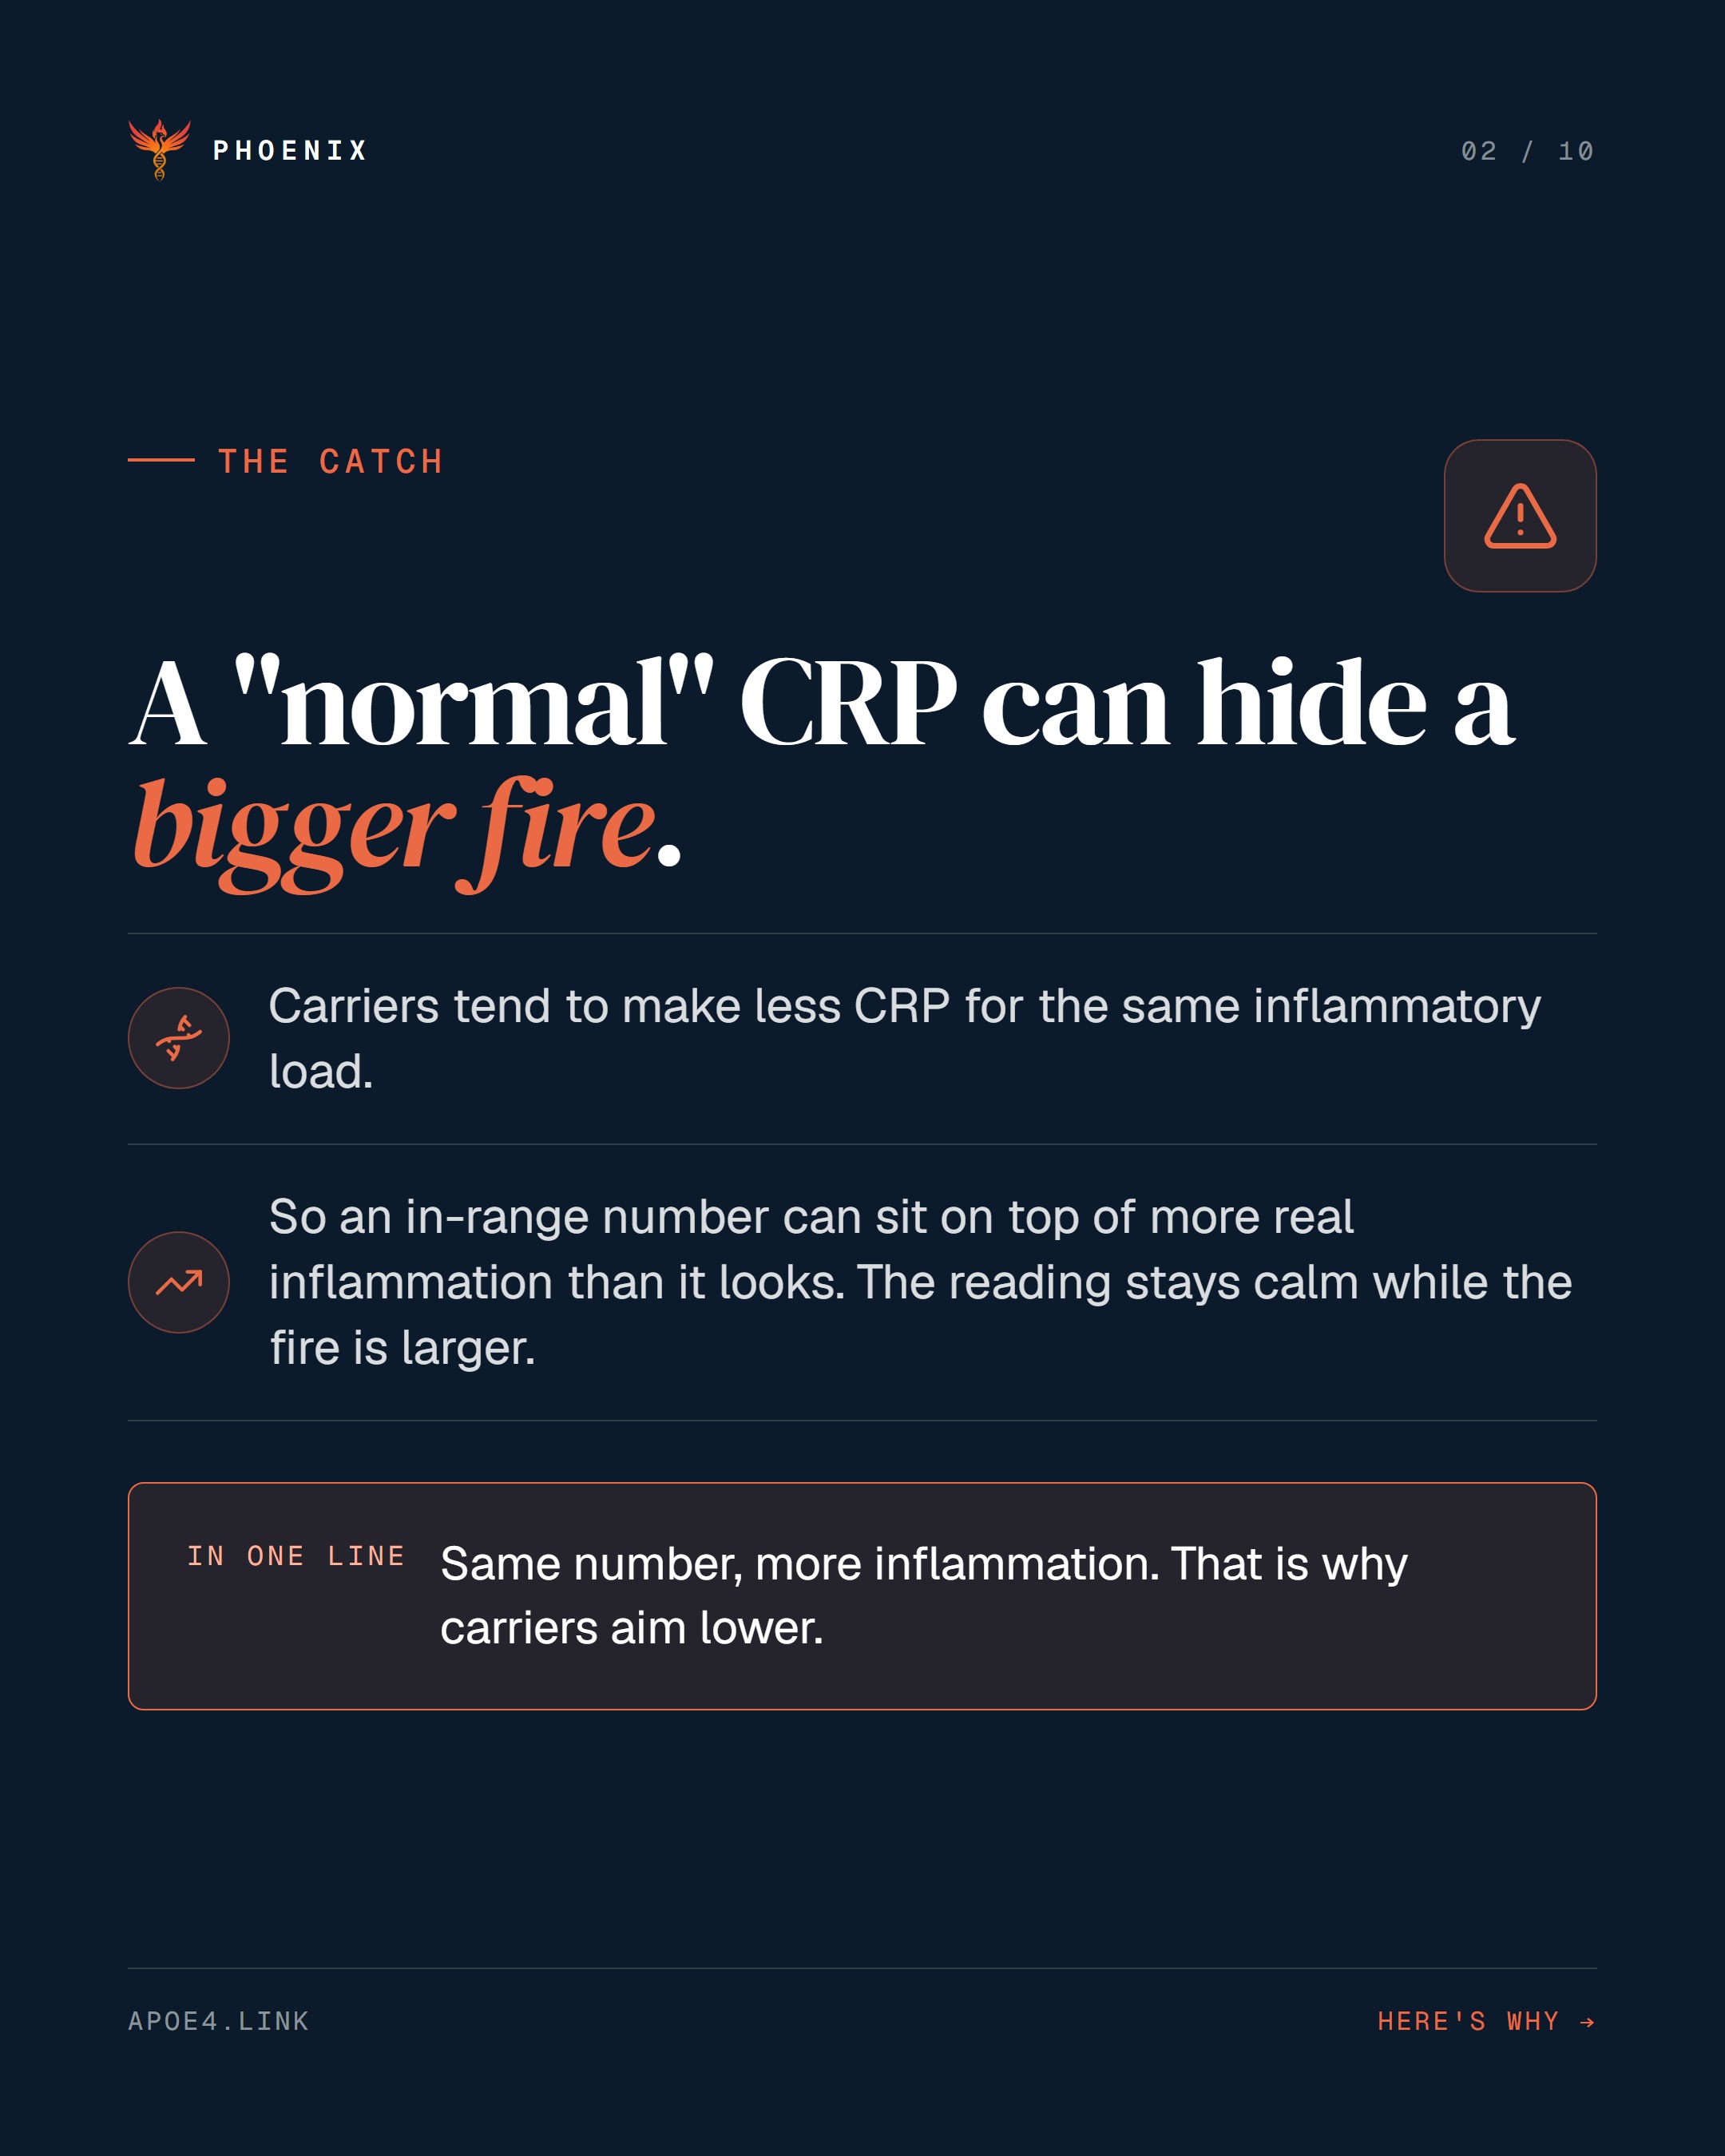 PHOENIX
02 / 10
THE CATCH
A "normal" CRP can hide a
bigger fire.
Carriers tend to make less CRP for the same inflammatory
load.
So an in-range number can sit on top of more real
inflammation than it looks. The reading stays calm while the
fire is larger.
IN ONE LINE
Same number, more inflammation. That is why
carriers aim lower.
APOE4.LINK
HERE'S WHY →